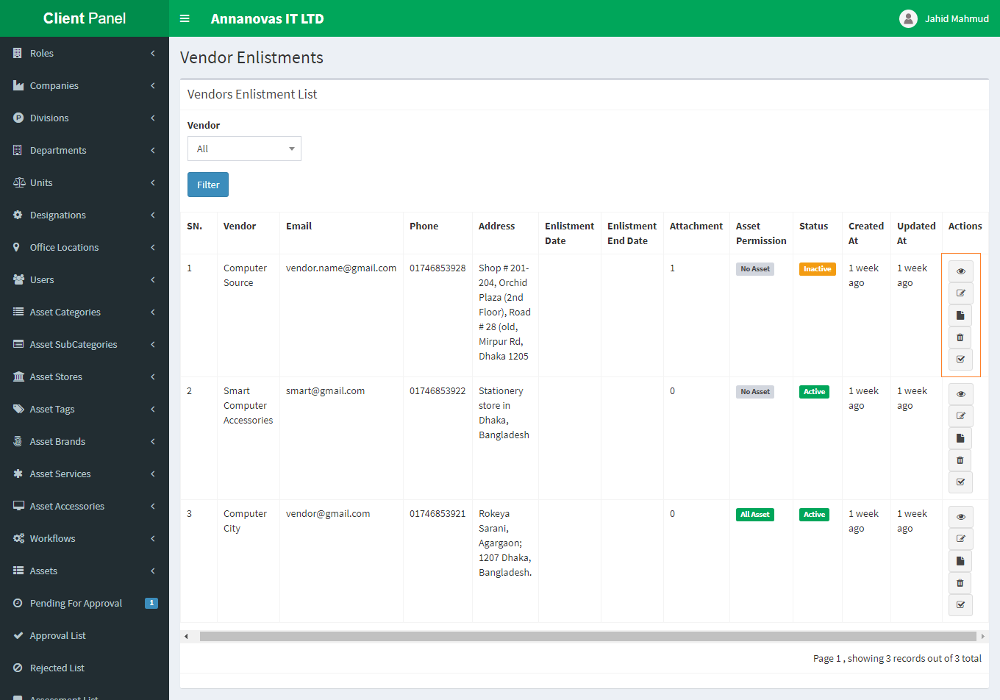 Client Panel
Annanovas IT LTD
Jahid Mahmud
Roles
Companies
Divisions
Departments
Units
Designations
Office Locations
Users
Asset Categories
Asset SubCategories
Asset Stores
Asset Tags
Asset Brands
Asset Services
Asset Accessories
Workflows
Assets
Pending For Approval 1
Approval List
Rejected List
Assessment List
Vendor Enlistments
Vendors Enlistment List
Vendor
All
Filter
SN. Vendor Email Phone Address Enlistment Enlistment Attachment Asset Status Created Updated Actions
Date End Date Permission At At
1 Computer vendor.name@gmail.com 01746853928 Shop # 201- 1 No Asset Inactive 1 week 1 week
Source 204, Orchid ago ago
Plaza (2nd
Floor), Road
# 28 (old,
Mirpur Rd,
Dhaka 1205
2 Smart smart@gmail.com 01746853922 Stationery 0 No Asset Active 1 week 1 week
Computer store in ago ago
Accessories Dhaka,
Bangladesh
3 Computer vendor@gmail.com 01746853921 Rokeya 0 All Asset Active 1 week 1 week
City Sarani, ago ago
Agargaon;
1207 Dhaka,
Bangladesh.
Page 1 , showing 3 records out of 3 total